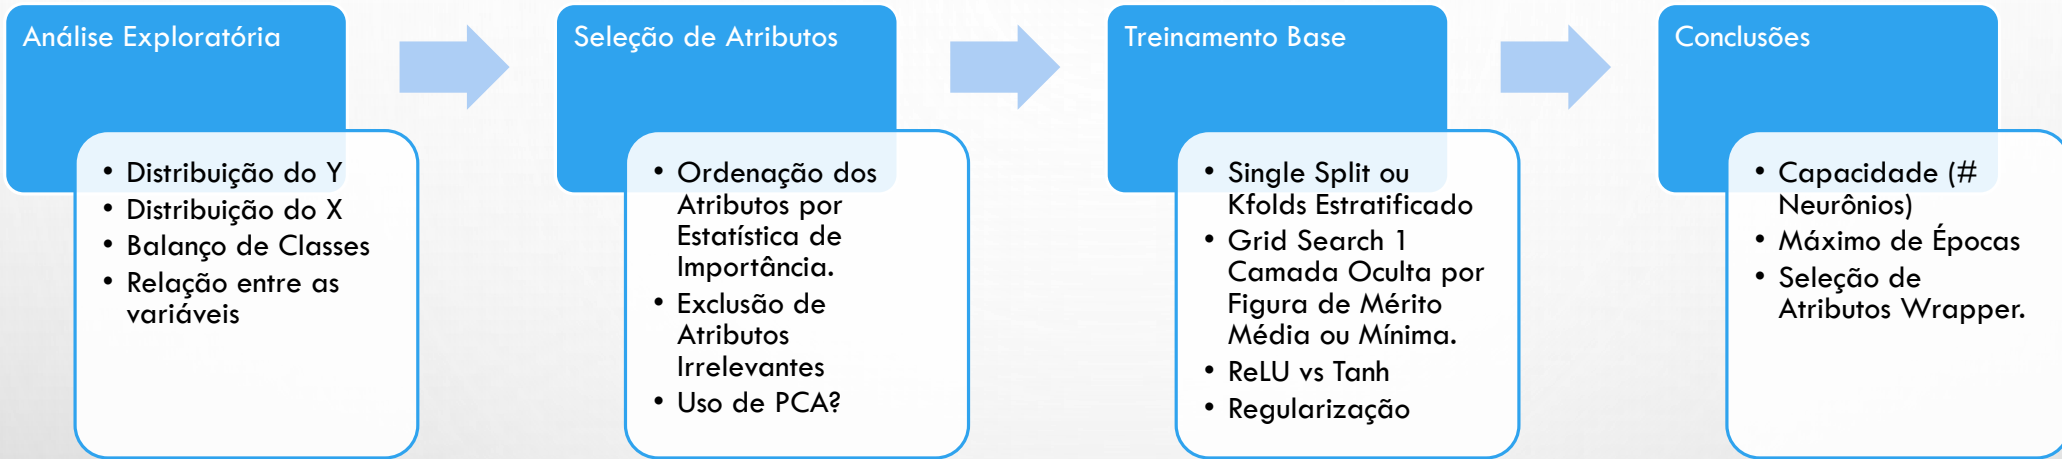 Análise Exploratória
• Distribuição do Y
• Distribuição do X
• Balanço de Classes
• Relação entre as
variáveis
Seleção de Atributos
• Ordenação dos
Atributos por
Estatística de
Importância.
• Exclusão de
Atributos
Irrelevantes
• Uso de PCA?
Treinamento Base
• Single Split ou
Kfolds Estratificado
• Grid Search 1
Camada Oculta por
Figura de Mérito
Média ou Mínima.
• ReLU vs Tanh
• Regularização
Conclusões
• Capacidade (#
Neurônios)
• Máximo de Épocas
• Seleção de
Atributos Wrapper.